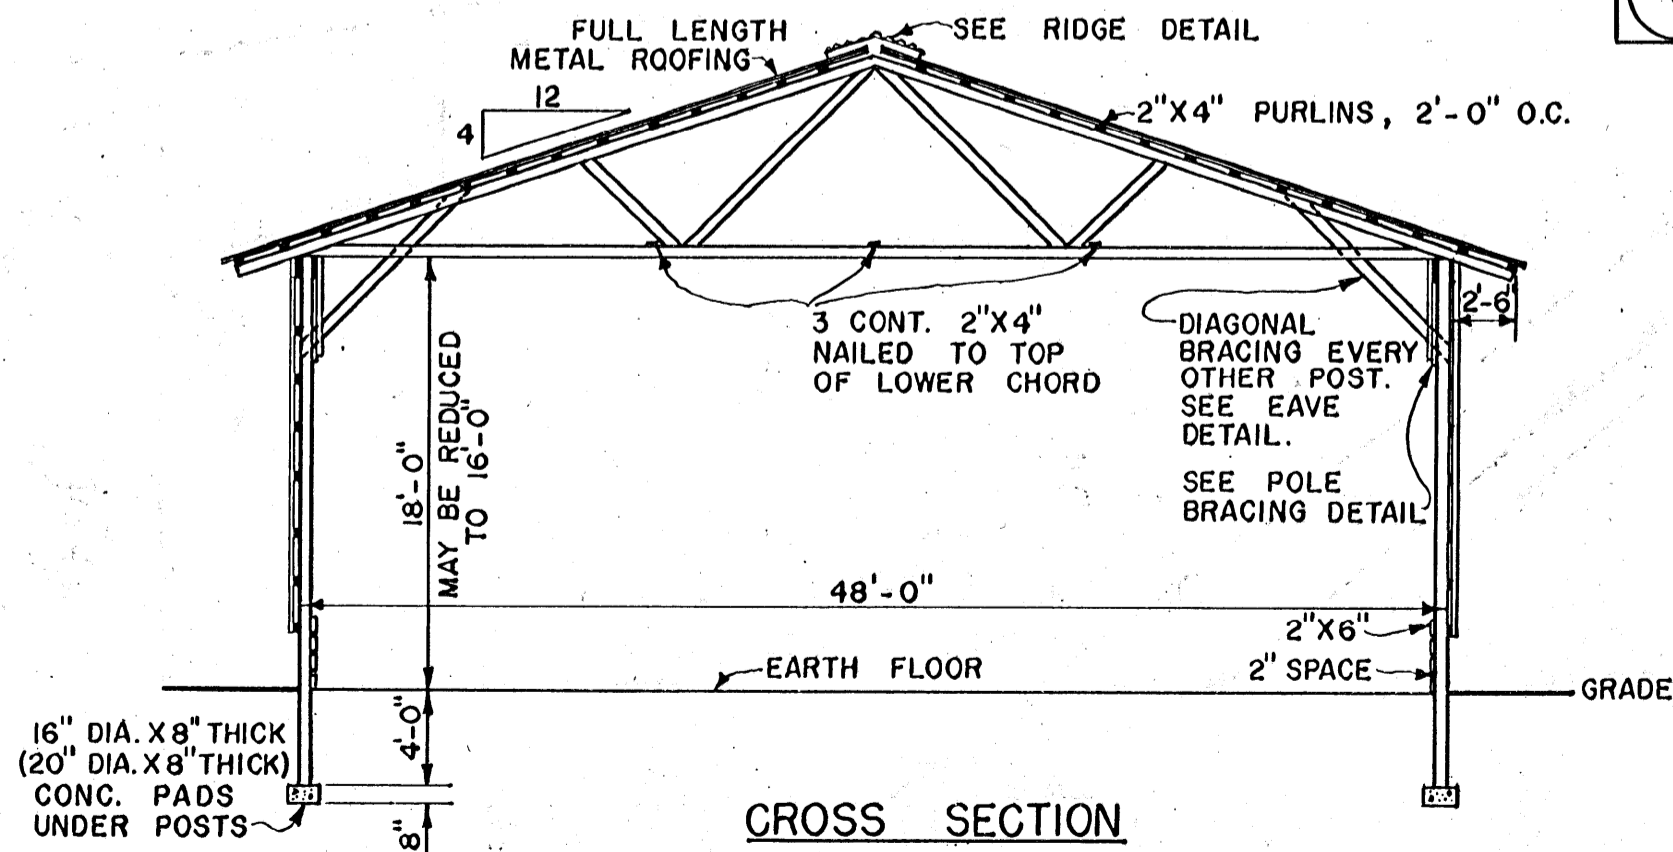 FULL LENGTH
METAL ROOFING
SEE RIDGE DETAIL
12
4
2"X4" PURLINS, 2'-0" O.C.
2'-6"
3 CONT. 2"X4"
NAILED TO TOP
OF LOWER CHORD
DIAGONAL
BRACING EVERY
OTHER POST.
SEE EAVE
DETAIL.
SEE POLE
BRACING DETAIL
18'-0"
MAY BE REDUCED
TO 16'-0"
48'-0"
2"X6"
2" SPACE
EARTH FLOOR
GRADE
4'-0"
16" DIA. X 8" THICK
(20" DIA. X 8" THICK)
CONC. PADS
UNDER POSTS
8"
CROSS SECTION